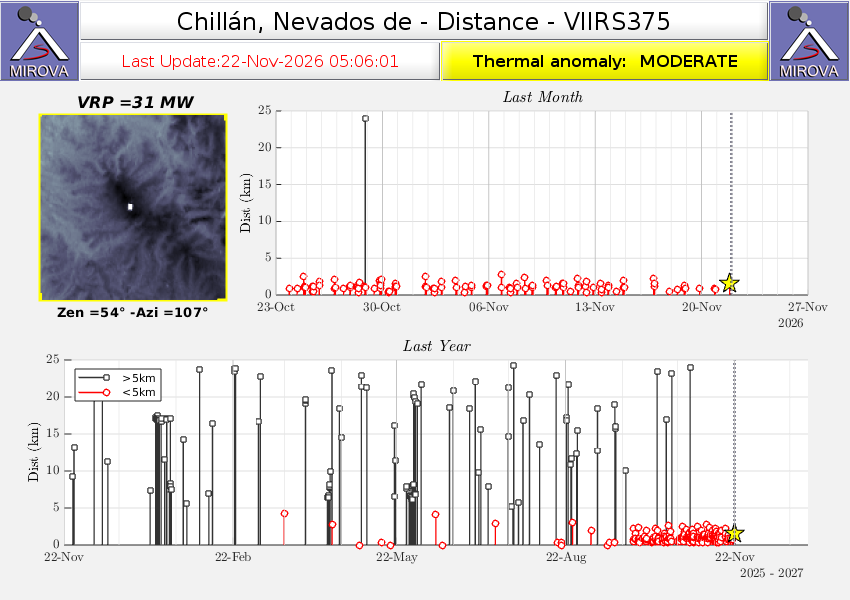 Chillán, Nevados de - Distance - VIIRS375
MIROVA
Last Update:22-Nov-2026 05:06:01
Thermal anomaly: MODERATE
MIROVA
VRP =31 MW
Zen =54° -Azi =107°
Last Month
Dist (km)
25
20
15
10
5
0
23-Oct 30-Oct 06-Nov 13-Nov 20-Nov 27-Nov
2026
Last Year
Dist (km)
25
20
15
10
5
0
>5km
<5km
22-Nov 22-Feb 22-May 22-Aug 22-Nov
2025 - 2027